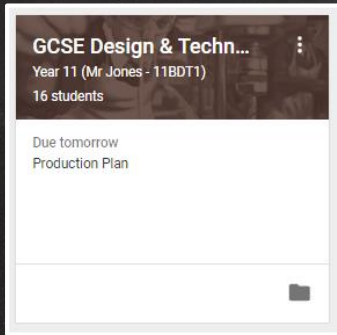 GCSE Design & Techn...
Year 11 (Mr Jones - 11BDT1)
16 students
Due tomorrow
Production Plan